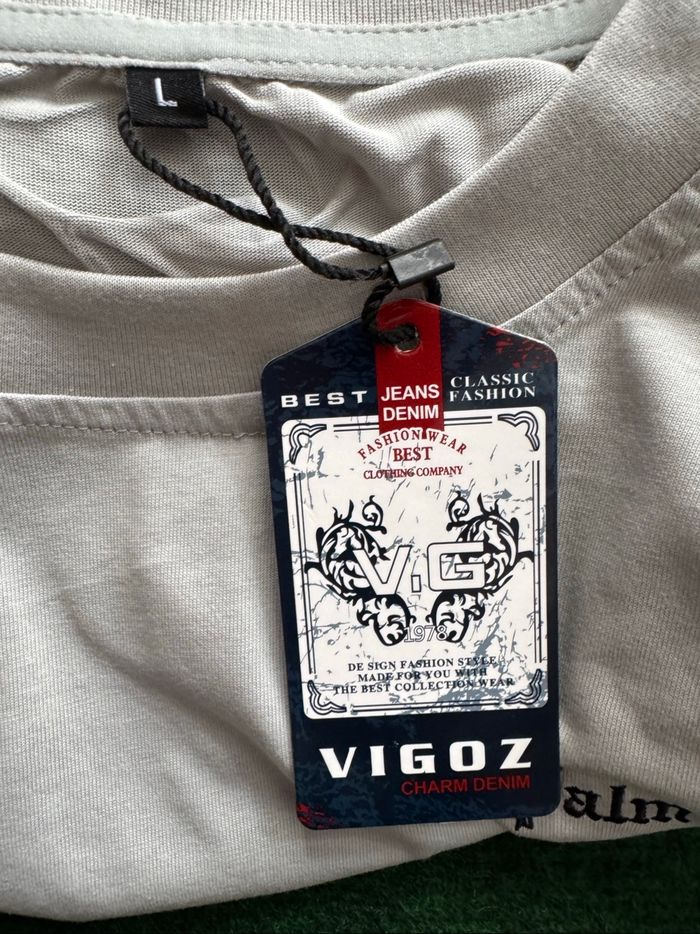 L
BEST
JEANS
DENIM
CLASSIC
FASHION
FASHION WEAR
BE$T
CLOTHING COMPANY
V.G
1978
DE SIGN FASHION STYLE
MADE FOR YOU WITH
THE BEST COLLECTION WEAR
VIGOZ
CHARM DENIM
alm